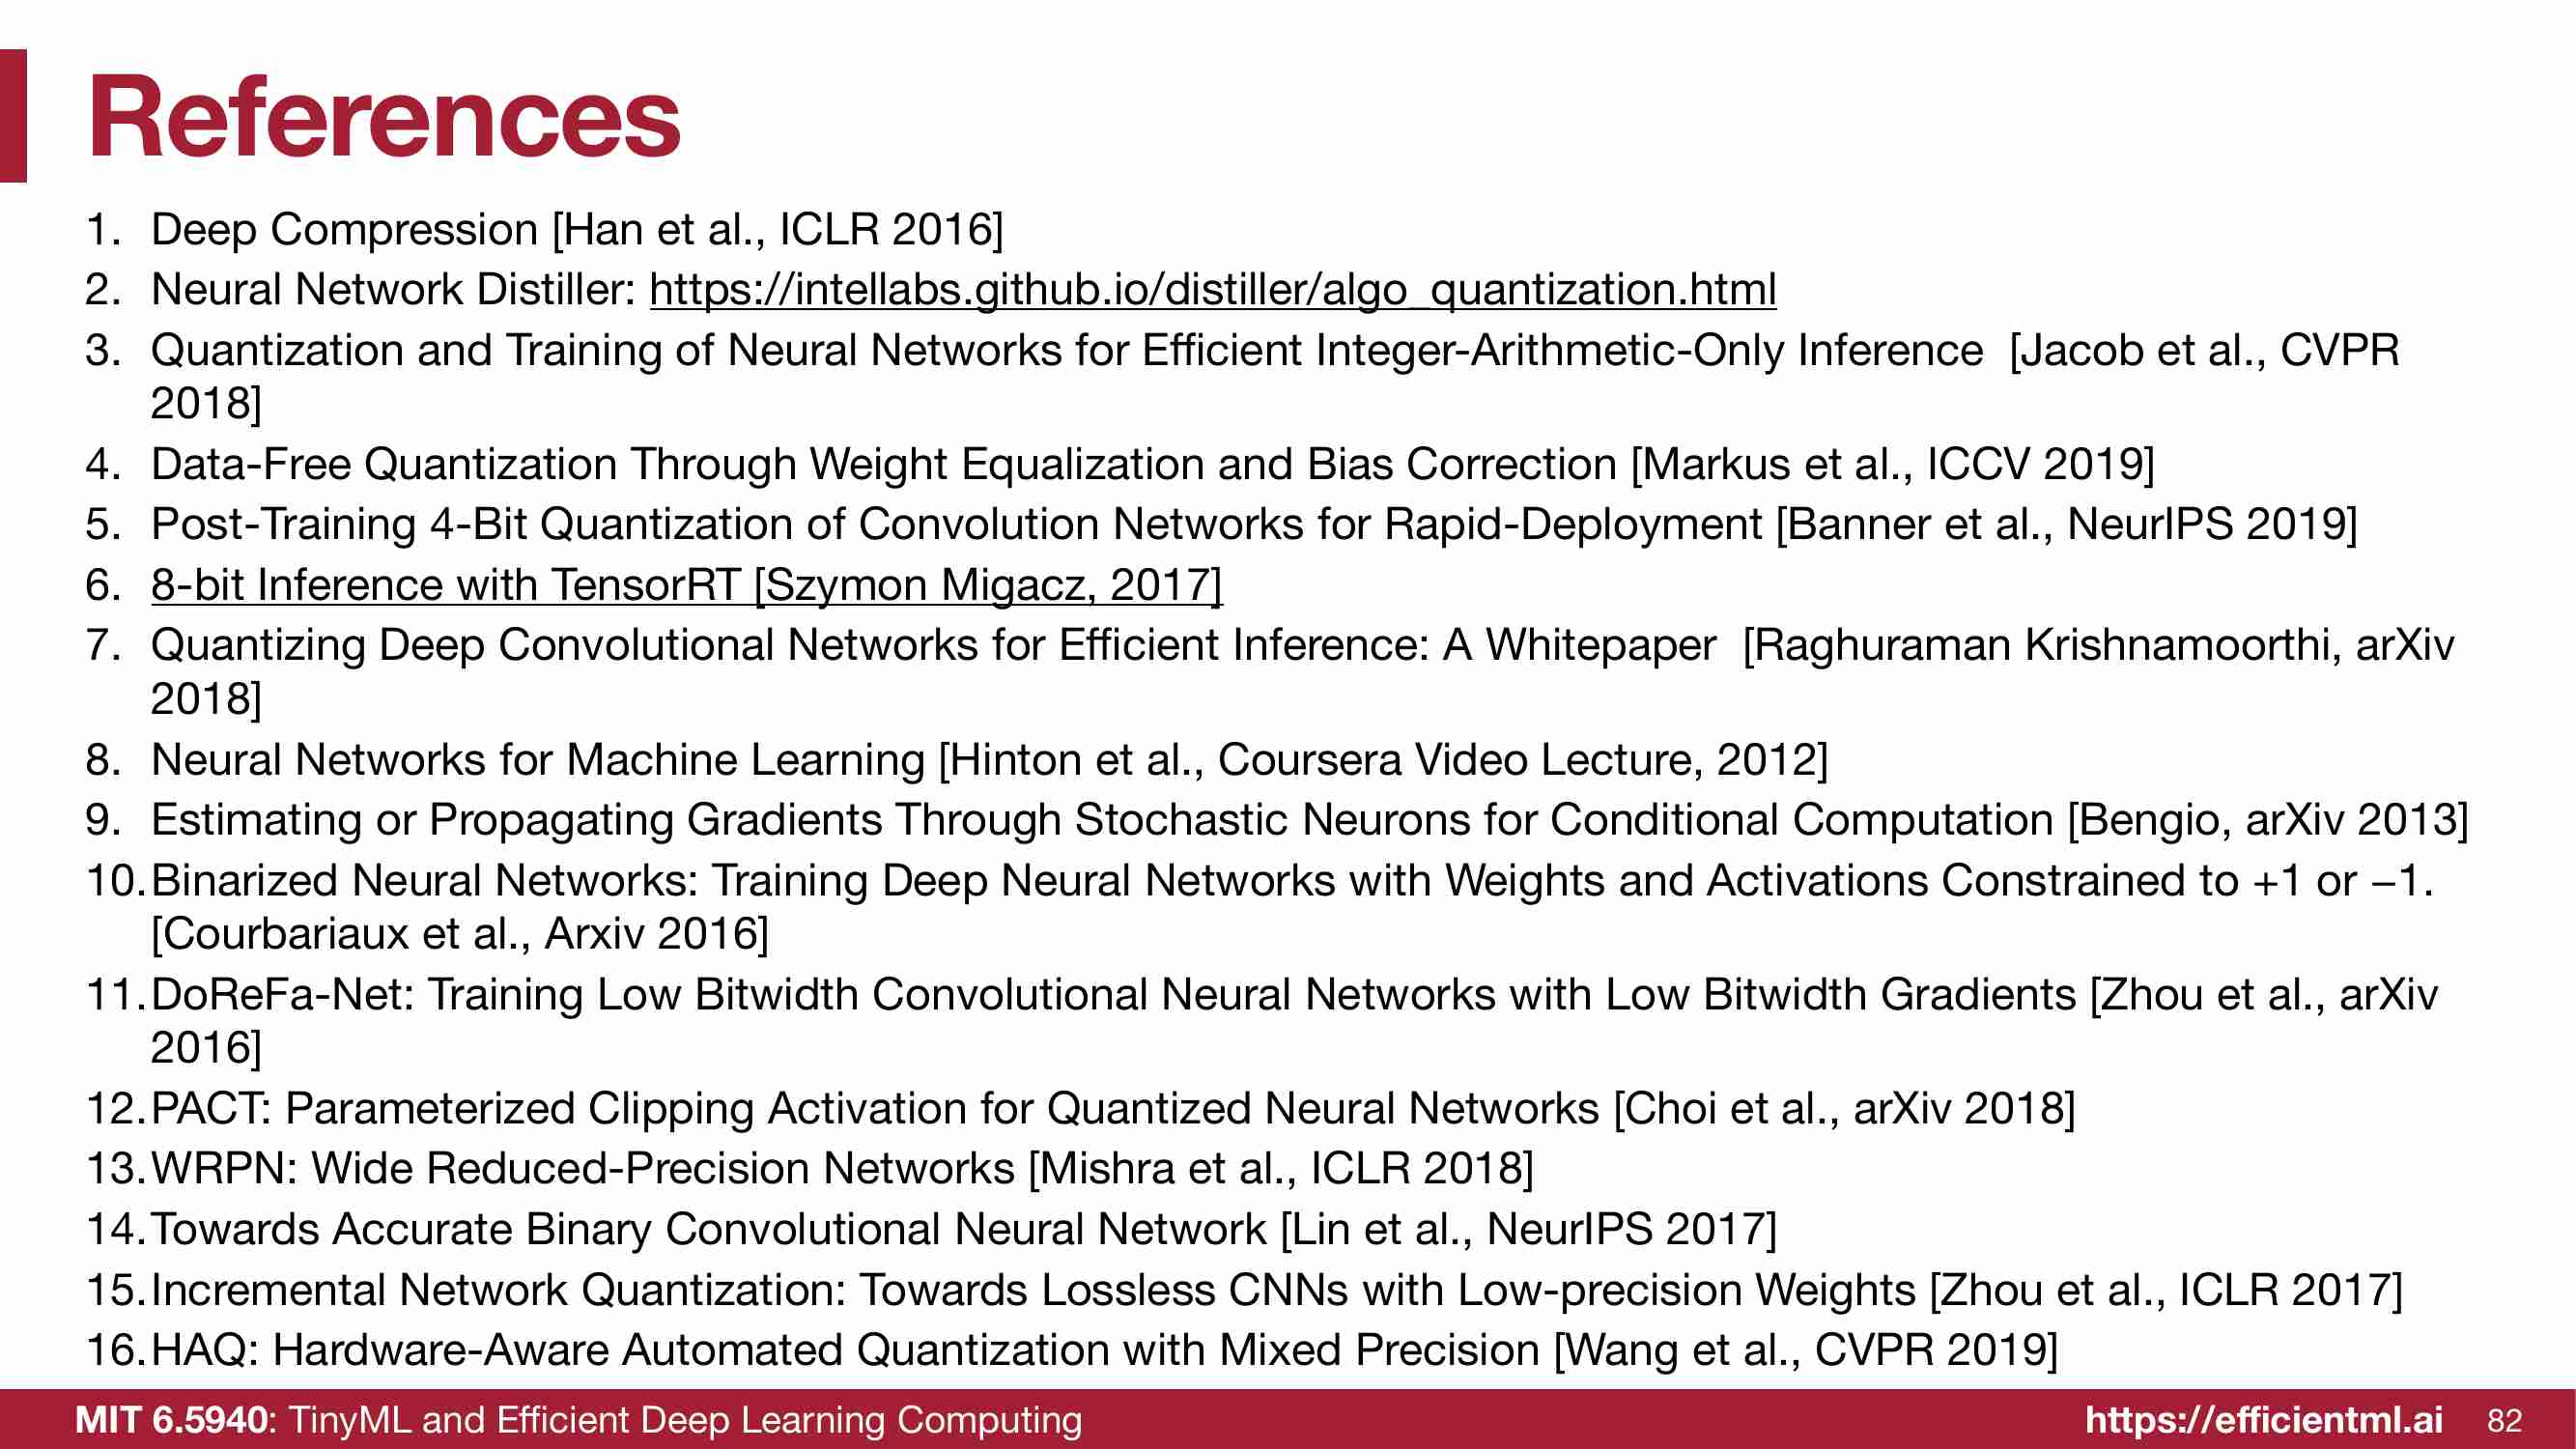 References
1. Deep Compression [Han et al., ICLR 2016]
2. Neural Network Distiller: https://intellabs.github.io/distiller/algo_quantization.html
3. Quantization and Training of Neural Networks for Efficient Integer-Arithmetic-Only Inference  [Jacob et al., CVPR
2018]
4. Data-Free Quantization Through Weight Equalization and Bias Correction [Markus et al., ICCV 2019]
5. Post-Training 4-Bit Quantization of Convolution Networks for Rapid-Deployment [Banner et al., NeurIPS 2019]
6. 8-bit Inference with TensorRT [Szymon Migacz, 2017]
7. Quantizing Deep Convolutional Networks for Efficient Inference: A Whitepaper  [Raghuraman Krishnamoorthi, arXiv
2018]
8. Neural Networks for Machine Learning [Hinton et al., Coursera Video Lecture, 2012]
9. Estimating or Propagating Gradients Through Stochastic Neurons for Conditional Computation [Bengio, arXiv 2013]
10. Binarized Neural Networks: Training Deep Neural Networks with Weights and Activations Constrained to +1 or −1.
[Courbariaux et al., Arxiv 2016]
11. DoReFa-Net: Training Low Bitwidth Convolutional Neural Networks with Low Bitwidth Gradients [Zhou et al., arXiv
2016]
12. PACT: Parameterized Clipping Activation for Quantized Neural Networks [Choi et al., arXiv 2018]
13. WRPN: Wide Reduced-Precision Networks [Mishra et al., ICLR 2018]
14. Towards Accurate Binary Convolutional Neural Network [Lin et al., NeurIPS 2017]
15. Incremental Network Quantization: Towards Lossless CNNs with Low-precision Weights [Zhou et al., ICLR 2017]
16. HAQ: Hardware-Aware Automated Quantization with Mixed Precision [Wang et al., CVPR 2019]
MIT 6.5940: TinyML and Efficient Deep Learning Computing https://efficientml.ai 82